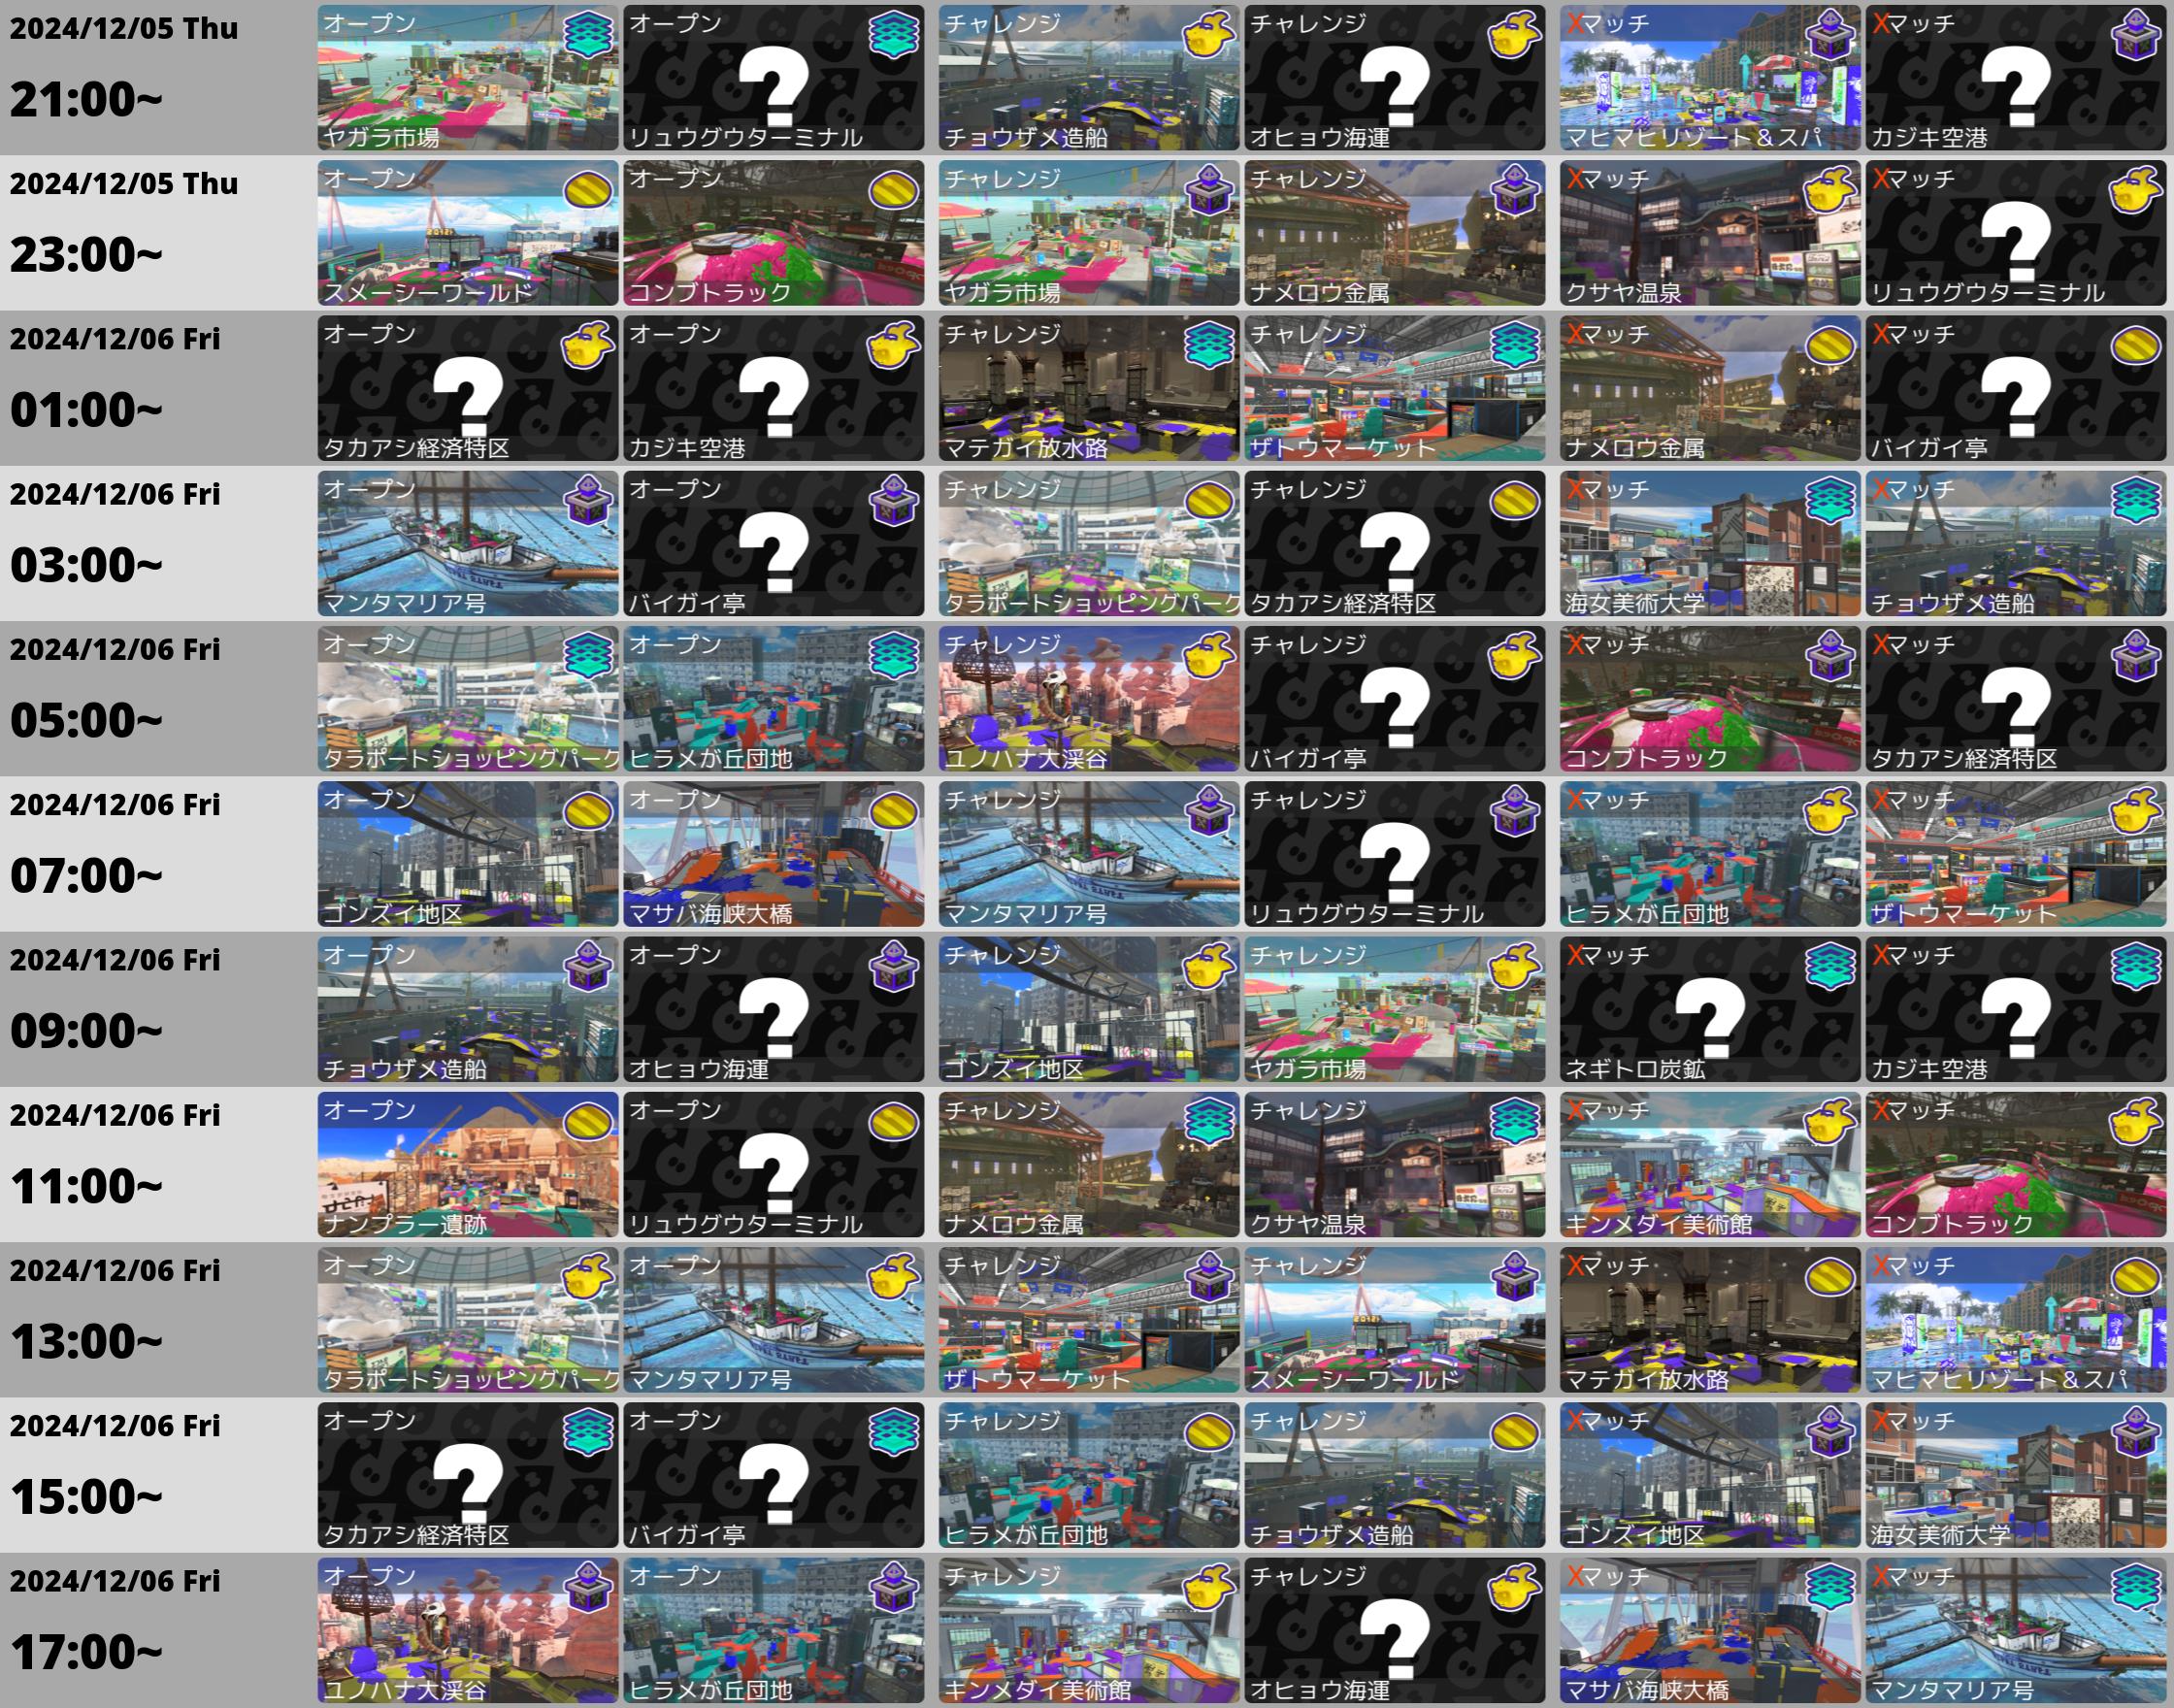 2024/12/05 Thu
21:00~
オープン
ヤガラ市場
オープン
リュウグウターミナル
チャレンジ
チョウザメ造船
チャレンジ
オヒョウ海運
Xマッチ
マヒマヒリゾート＆スパ
Xマッチ
カジキ空港
2024/12/05 Thu
23:00~
オープン
スメーシーワールド
オープン
コンブトラック
チャレンジ
ヤガラ市場
チャレンジ
ナメロウ金属
Xマッチ
クサヤ温泉
Xマッチ
リュウグウターミナル
2024/12/06 Fri
01:00~
オープン
タカアシ経済特区
オープン
カジキ空港
チャレンジ
マテガイ放水路
チャレンジ
ザトウマーケット
Xマッチ
ナメロウ金属
Xマッチ
バイガイ亭
2024/12/06 Fri
03:00~
オープン
マンタマリア号
オープン
バイガイ亭
チャレンジ
タラポートショッピングパーク
チャレンジ
タカアシ経済特区
Xマッチ
海女美術大学
Xマッチ
チョウザメ造船
2024/12/06 Fri
05:00~
オープン
タラポートショッピングパーク
オープン
ヒラメが丘団地
チャレンジ
ユノハナ大渓谷
チャレンジ
バイガイ亭
Xマッチ
コンブトラック
Xマッチ
タカアシ経済特区
2024/12/06 Fri
07:00~
オープン
ゴンズイ地区
オープン
マサバ海峡大橋
チャレンジ
マンタマリア号
チャレンジ
リュウグウターミナル
Xマッチ
ヒラメが丘団地
Xマッチ
ザトウマーケット
2024/12/06 Fri
09:00~
オープン
チョウザメ造船
オープン
オヒョウ海運
チャレンジ
ゴンズイ地区
チャレンジ
ヤガラ市場
Xマッチ
ネギトロ炭鉱
Xマッチ
カジキ空港
2024/12/06 Fri
11:00~
オープン
ナンプラー遺跡
オープン
リュウグウターミナル
チャレンジ
ナメロウ金属
チャレンジ
クサヤ温泉
Xマッチ
キンメダイ美術館
Xマッチ
コンブトラック
2024/12/06 Fri
13:00~
オープン
タラポートショッピングパーク
オープン
マンタマリア号
チャレンジ
ザトウマーケット
チャレンジ
スメーシーワールド
Xマッチ
マテガイ放水路
Xマッチ
マヒマヒリゾート＆スパ
2024/12/06 Fri
15:00~
オープン
タカアシ経済特区
オープン
バイガイ亭
チャレンジ
ヒラメが丘団地
チャレンジ
チョウザメ造船
Xマッチ
ゴンズイ地区
Xマッチ
海女美術大学
2024/12/06 Fri
17:00~
オープン
ユノハナ大渓谷
オープン
ヒラメが丘団地
チャレンジ
キンメダイ美術館
チャレンジ
オヒョウ海運
Xマッチ
マサバ海峡大橋
Xマッチ
マンタマリア号